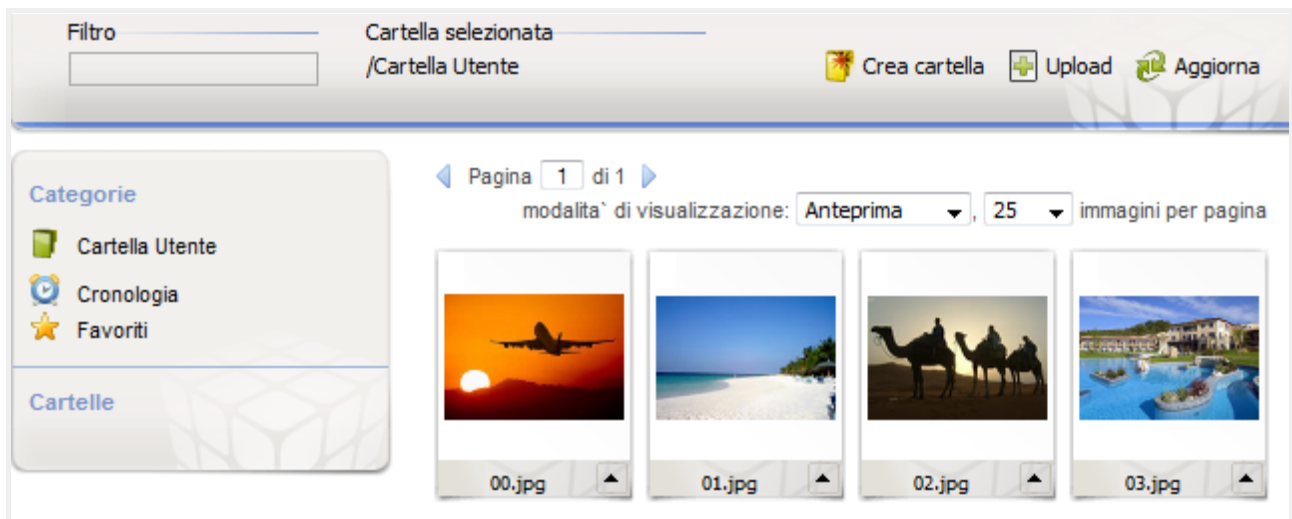 Filtro
Cartella selezionata
/Cartella Utente
Crea cartella
Upload
Aggiorna
Categorie
Cartella Utente
Cronologia
Favoriti
Cartelle
Pagina 1 di 1
modalita` di visualizzazione: Anteprima , 25 immagini per pagina
00.jpg
01.jpg
02.jpg
03.jpg